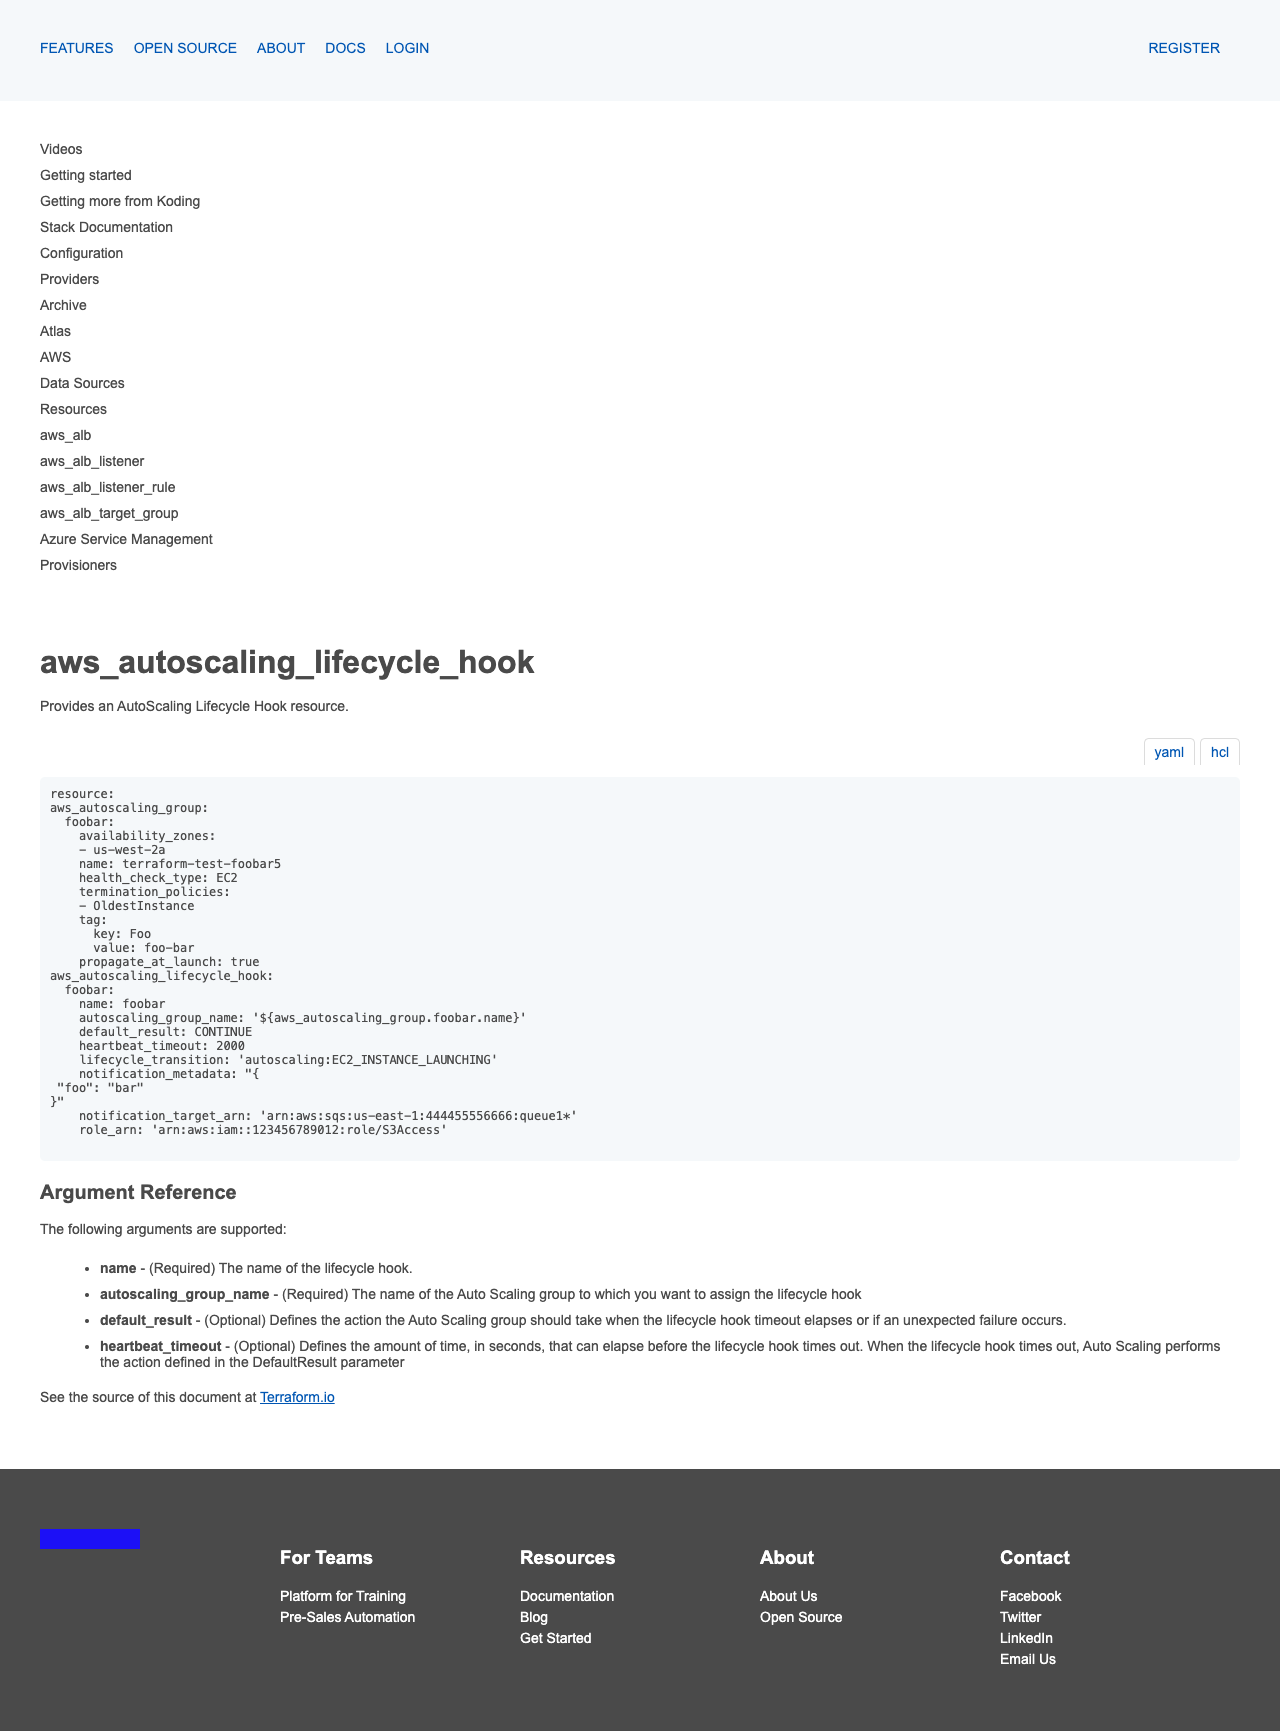 FEATURES OPEN SOURCE ABOUT DOCS LOGIN REGISTER
Videos
Getting started
Getting more from Koding
Stack Documentation
Configuration
Providers
Archive
Atlas
AWS
Data Sources
Resources
aws_alb
aws_alb_listener
aws_alb_listener_rule
aws_alb_target_group
Azure Service Management
Provisioners
aws_autoscaling_lifecycle_hook
Provides an AutoScaling Lifecycle Hook resource.
yaml hcl
resource:
aws_autoscaling_group:
  foobar:
    availability_zones:
    - us-west-2a
    name: terraform-test-foobar5
    health_check_type: EC2
    termination_policies:
    - OldestInstance
    tag:
      key: Foo
      value: foo-bar
    propagate_at_launch: true
aws_autoscaling_lifecycle_hook:
  foobar:
    name: foobar
    autoscaling_group_name: '${aws_autoscaling_group.foobar.name}'
    default_result: CONTINUE
    heartbeat_timeout: 2000
    lifecycle_transition: 'autoscaling:EC2_INSTANCE_LAUNCHING'
    notification_metadata: "{
 "foo": "bar"
}"
    notification_target_arn: 'arn:aws:sqs:us-east-1:444455556666:queue1*'
    role_arn: 'arn:aws:iam::123456789012:role/S3Access'
Argument Reference
The following arguments are supported:
• name - (Required) The name of the lifecycle hook.
• autoscaling_group_name - (Required) The name of the Auto Scaling group to which you want to assign the lifecycle hook
• default_result - (Optional) Defines the action the Auto Scaling group should take when the lifecycle hook timeout elapses or if an unexpected failure occurs.
• heartbeat_timeout - (Optional) Defines the amount of time, in seconds, that can elapse before the lifecycle hook times out. When the lifecycle hook times out, Auto Scaling performs
the action defined in the DefaultResult parameter
See the source of this document at Terraform.io
For Teams
Platform for Training
Pre-Sales Automation
Resources
Documentation
Blog
Get Started
About
About Us
Open Source
Contact
Facebook
Twitter
LinkedIn
Email Us